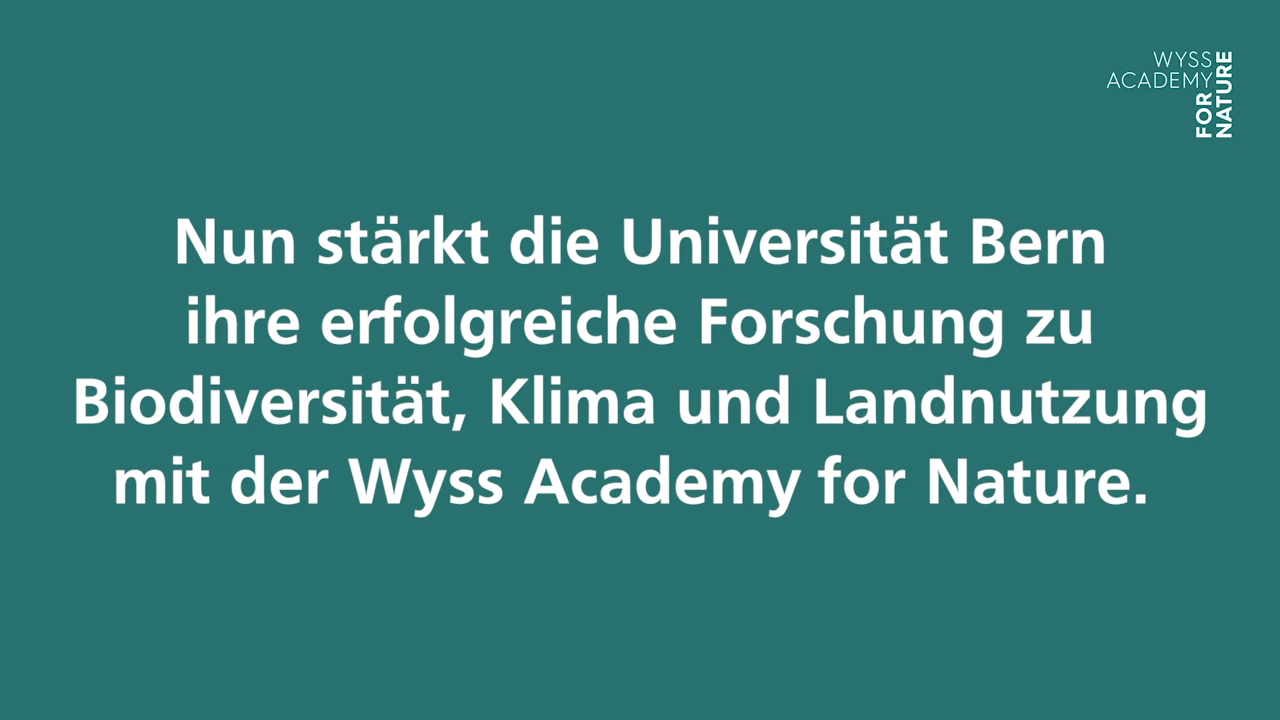 WYSS
ACADEMY
FOR
NATURE
Nun stärkt die Universität Bern
ihre erfolgreiche Forschung zu
Biodiversität, Klima und Landnutzung
mit der Wyss Academy for Nature.